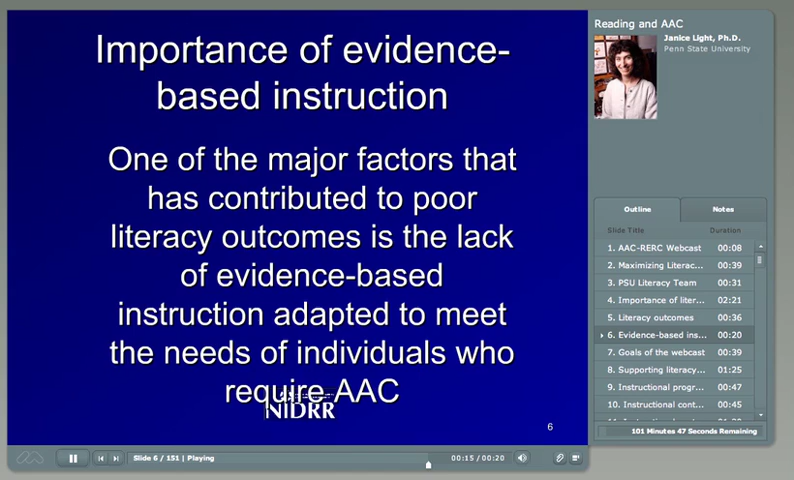 Importance of evidence-
based instruction
One of the major factors that
has contributed to poor
literacy outcomes is the lack
of evidence-based
instruction adapted to meet
the needs of individuals who
require AAC
NIDRR
6
Reading and AAC
Janice Light, Ph.D.
Penn State University
Outline
Notes
Slide Title Duration
1. AAC-RERC Webcast 00:08
2. Maximizing Literac... 00:39
3. PSU Literacy Team 00:31
4. Importance of liter... 02:21
5. Literacy outcomes 00:36
6. Evidence-based ins... 00:20
7. Goals of the webcast 00:39
8. Supporting literacy... 01:25
9. Instructional progr... 00:47
10. Instructional cont... 00:45
101 Minutes 47 Seconds Remaining
Slide 6 / 151 | Playing
00:15 / 00:20